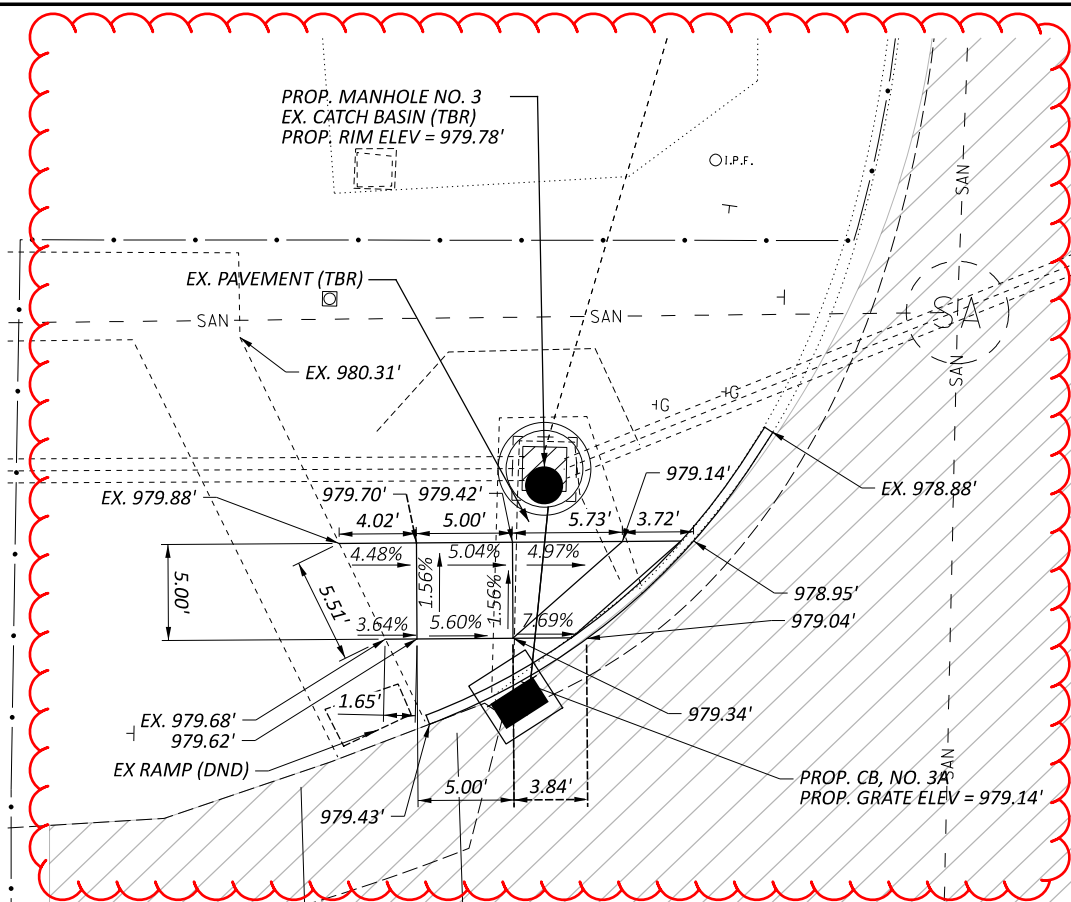 PROP. MANHOLE NO. 3
EX. CATCH BASIN (TBR)
PROP. RIM ELEV = 979.78'
I.P.F.
SAN
EX. PAVEMENT (TBR)
SAN
SAN
SA
EX. 980.31'
SAN
G
G
979.14'
EX. 978.88'
EX. 979.88'
979.70'
979.42'
4.02'
5.00'
5.73'
3.72'
4.48%
5.04%
4.97%
5.00'
5.51'
1.56%
1.56%
978.95'
979.04'
3.64%
5.60%
7.69%
1.65'
EX. 979.68'
979.62'
979.34'
EX RAMP (DND)
SAN
PROP. CB, NO. 3A
PROP. GRATE ELEV = 979.14'
5.00'
3.84'
979.43'